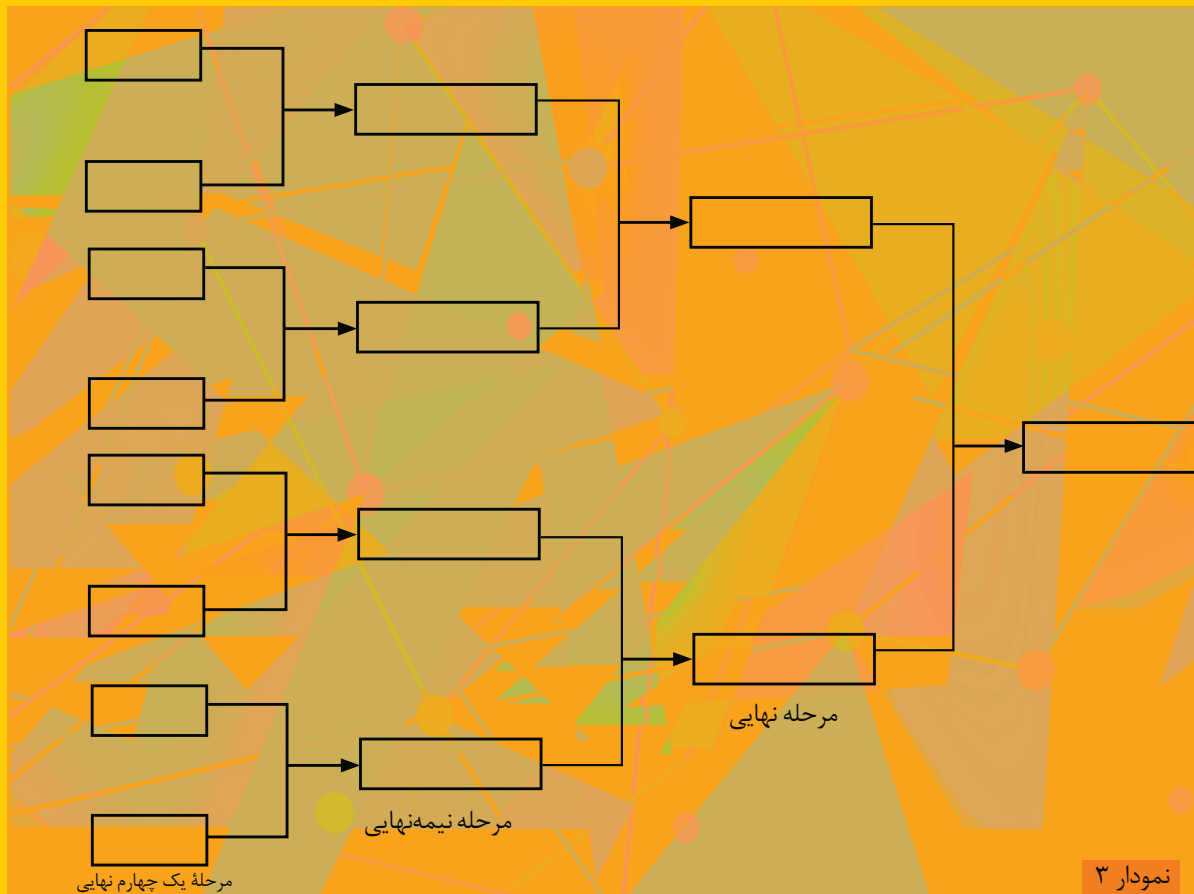 مرحله نهایی
مرحله نیمه‌نهایی
مرحلهٔ یک چهارم نهایی
نمودار ۳